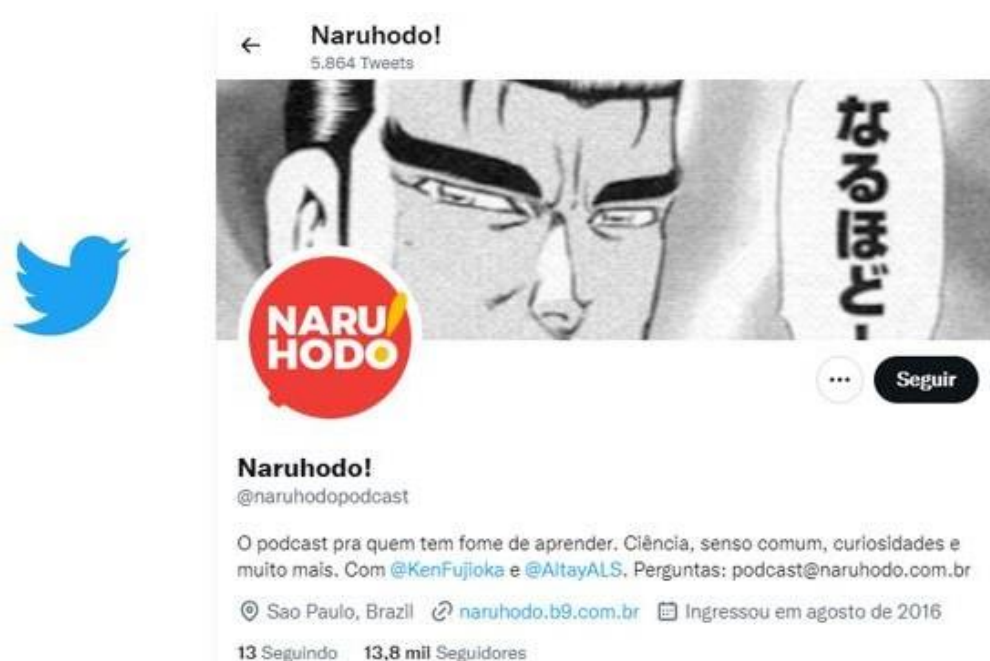 Naruhodo!
5.864 Tweets
なるほどー
NARU
HODO
Seguir
Naruhodo!
@naruhodopodcast
O podcast pra quem tem fome de aprender. Ciência, senso comum, curiosidades e
muito mais. Com @KenFujioka e @AltayALS. Perguntas: podcast@naruhodo.com.br
Sao Paulo, Brazil naruhodo.b9.com.br Ingressou em agosto de 2016
13 Seguindo 13,8 mil Seguidores